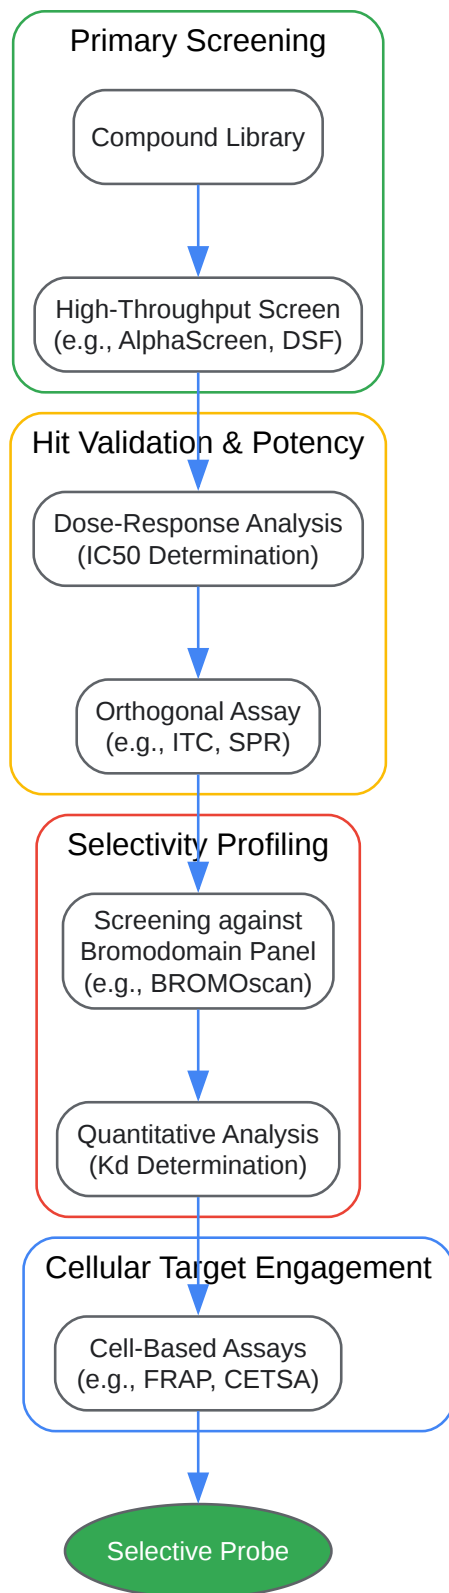 Primary Screening
Compound Library
High-Throughput Screen
(e.g., AlphaScreen, DSF)
Hit Validation & Potency
Dose-Response Analysis
(IC50 Determination)
Orthogonal Assay
(e.g., ITC, SPR)
Selectivity Profiling
Screening against
Bromodomain Panel
(e.g., BROMOscan)
Quantitative Analysis
(Kd Determination)
Cellular Target Engagement
Cell-Based Assays
(e.g., FRAP, CETSA)
Selective Probe